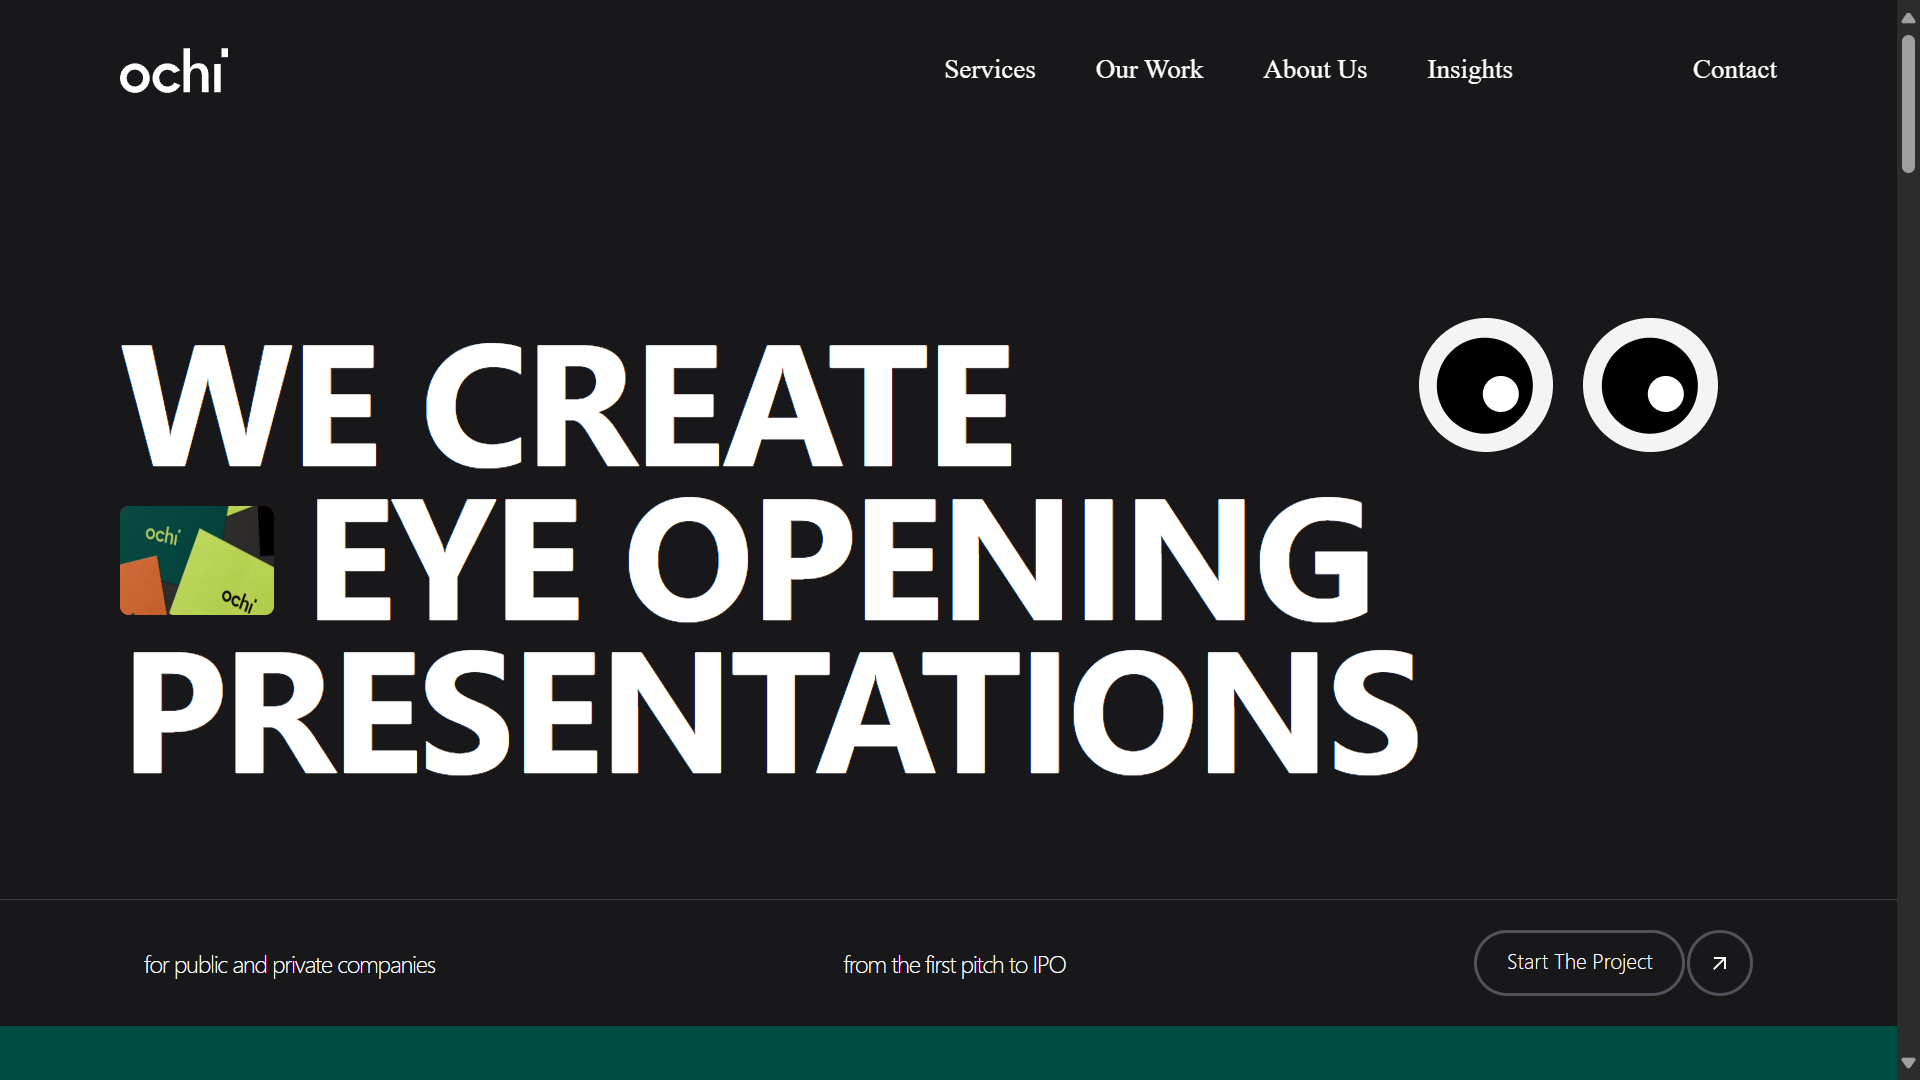 ochi
Services
Our Work
About Us
Insights
Contact
WE CREATE
ochi
ochi
EYE OPENING
PRESENTATIONS
for public and private companies
from the first pitch to IPO
Start The Project